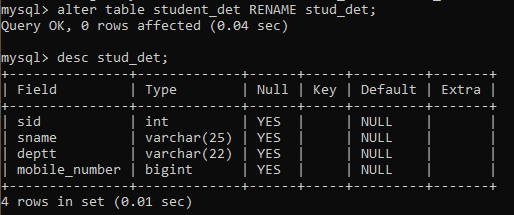 mysql> alter table student_det RENAME stud_det;
Query OK, 0 rows affected (0.04 sec)
mysql> desc stud_det;
+---------------+-------------+------+-----+---------+-------+
| Field         | Type        | Null | Key | Default | Extra |
+---------------+-------------+------+-----+---------+-------+
| sid           | int         | YES  |     | NULL    |       |
| sname         | varchar(25) | YES  |     | NULL    |       |
| deptt         | varchar(22) | YES  |     | NULL    |       |
| mobile_number | bigint      | YES  |     | NULL    |       |
+---------------+-------------+------+-----+---------+-------+
4 rows in set (0.01 sec)